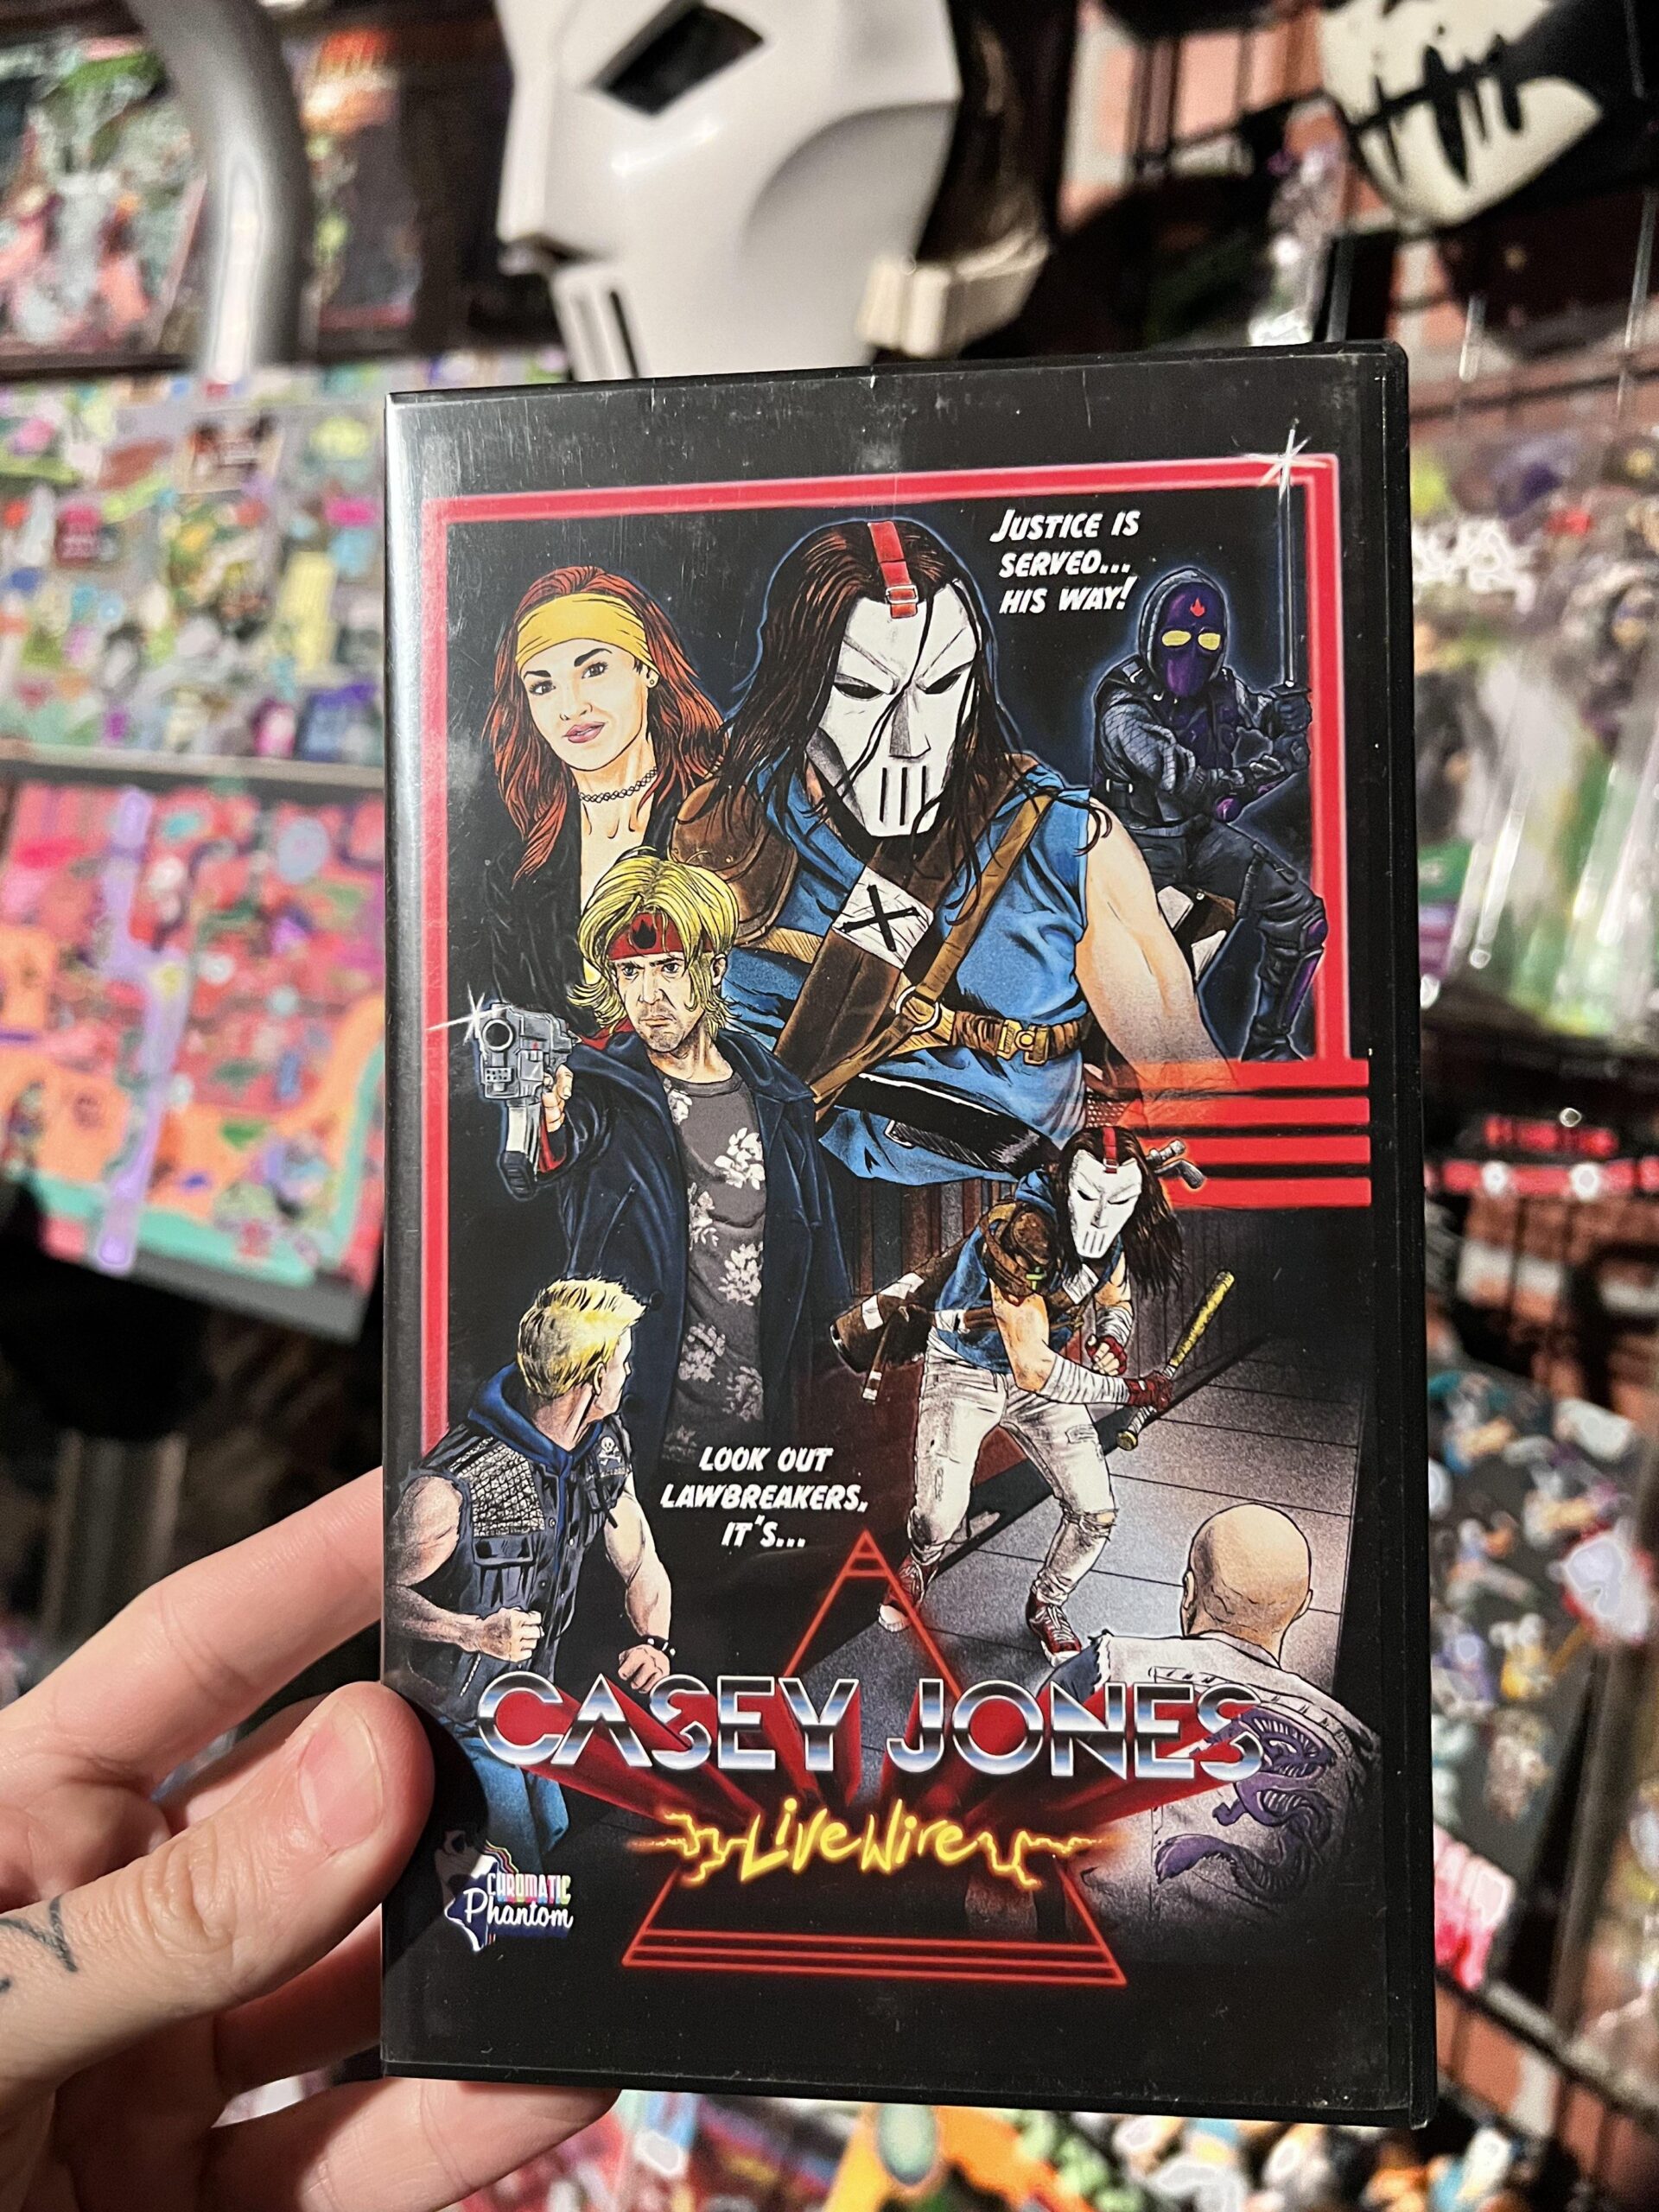 JUSTICE IS
SERVED...
HIS WAY!
LOOK OUT
LAWBREAKERS,
IT'S...
CASEY JONES
LiveWire
CHROMATIC
Phantom